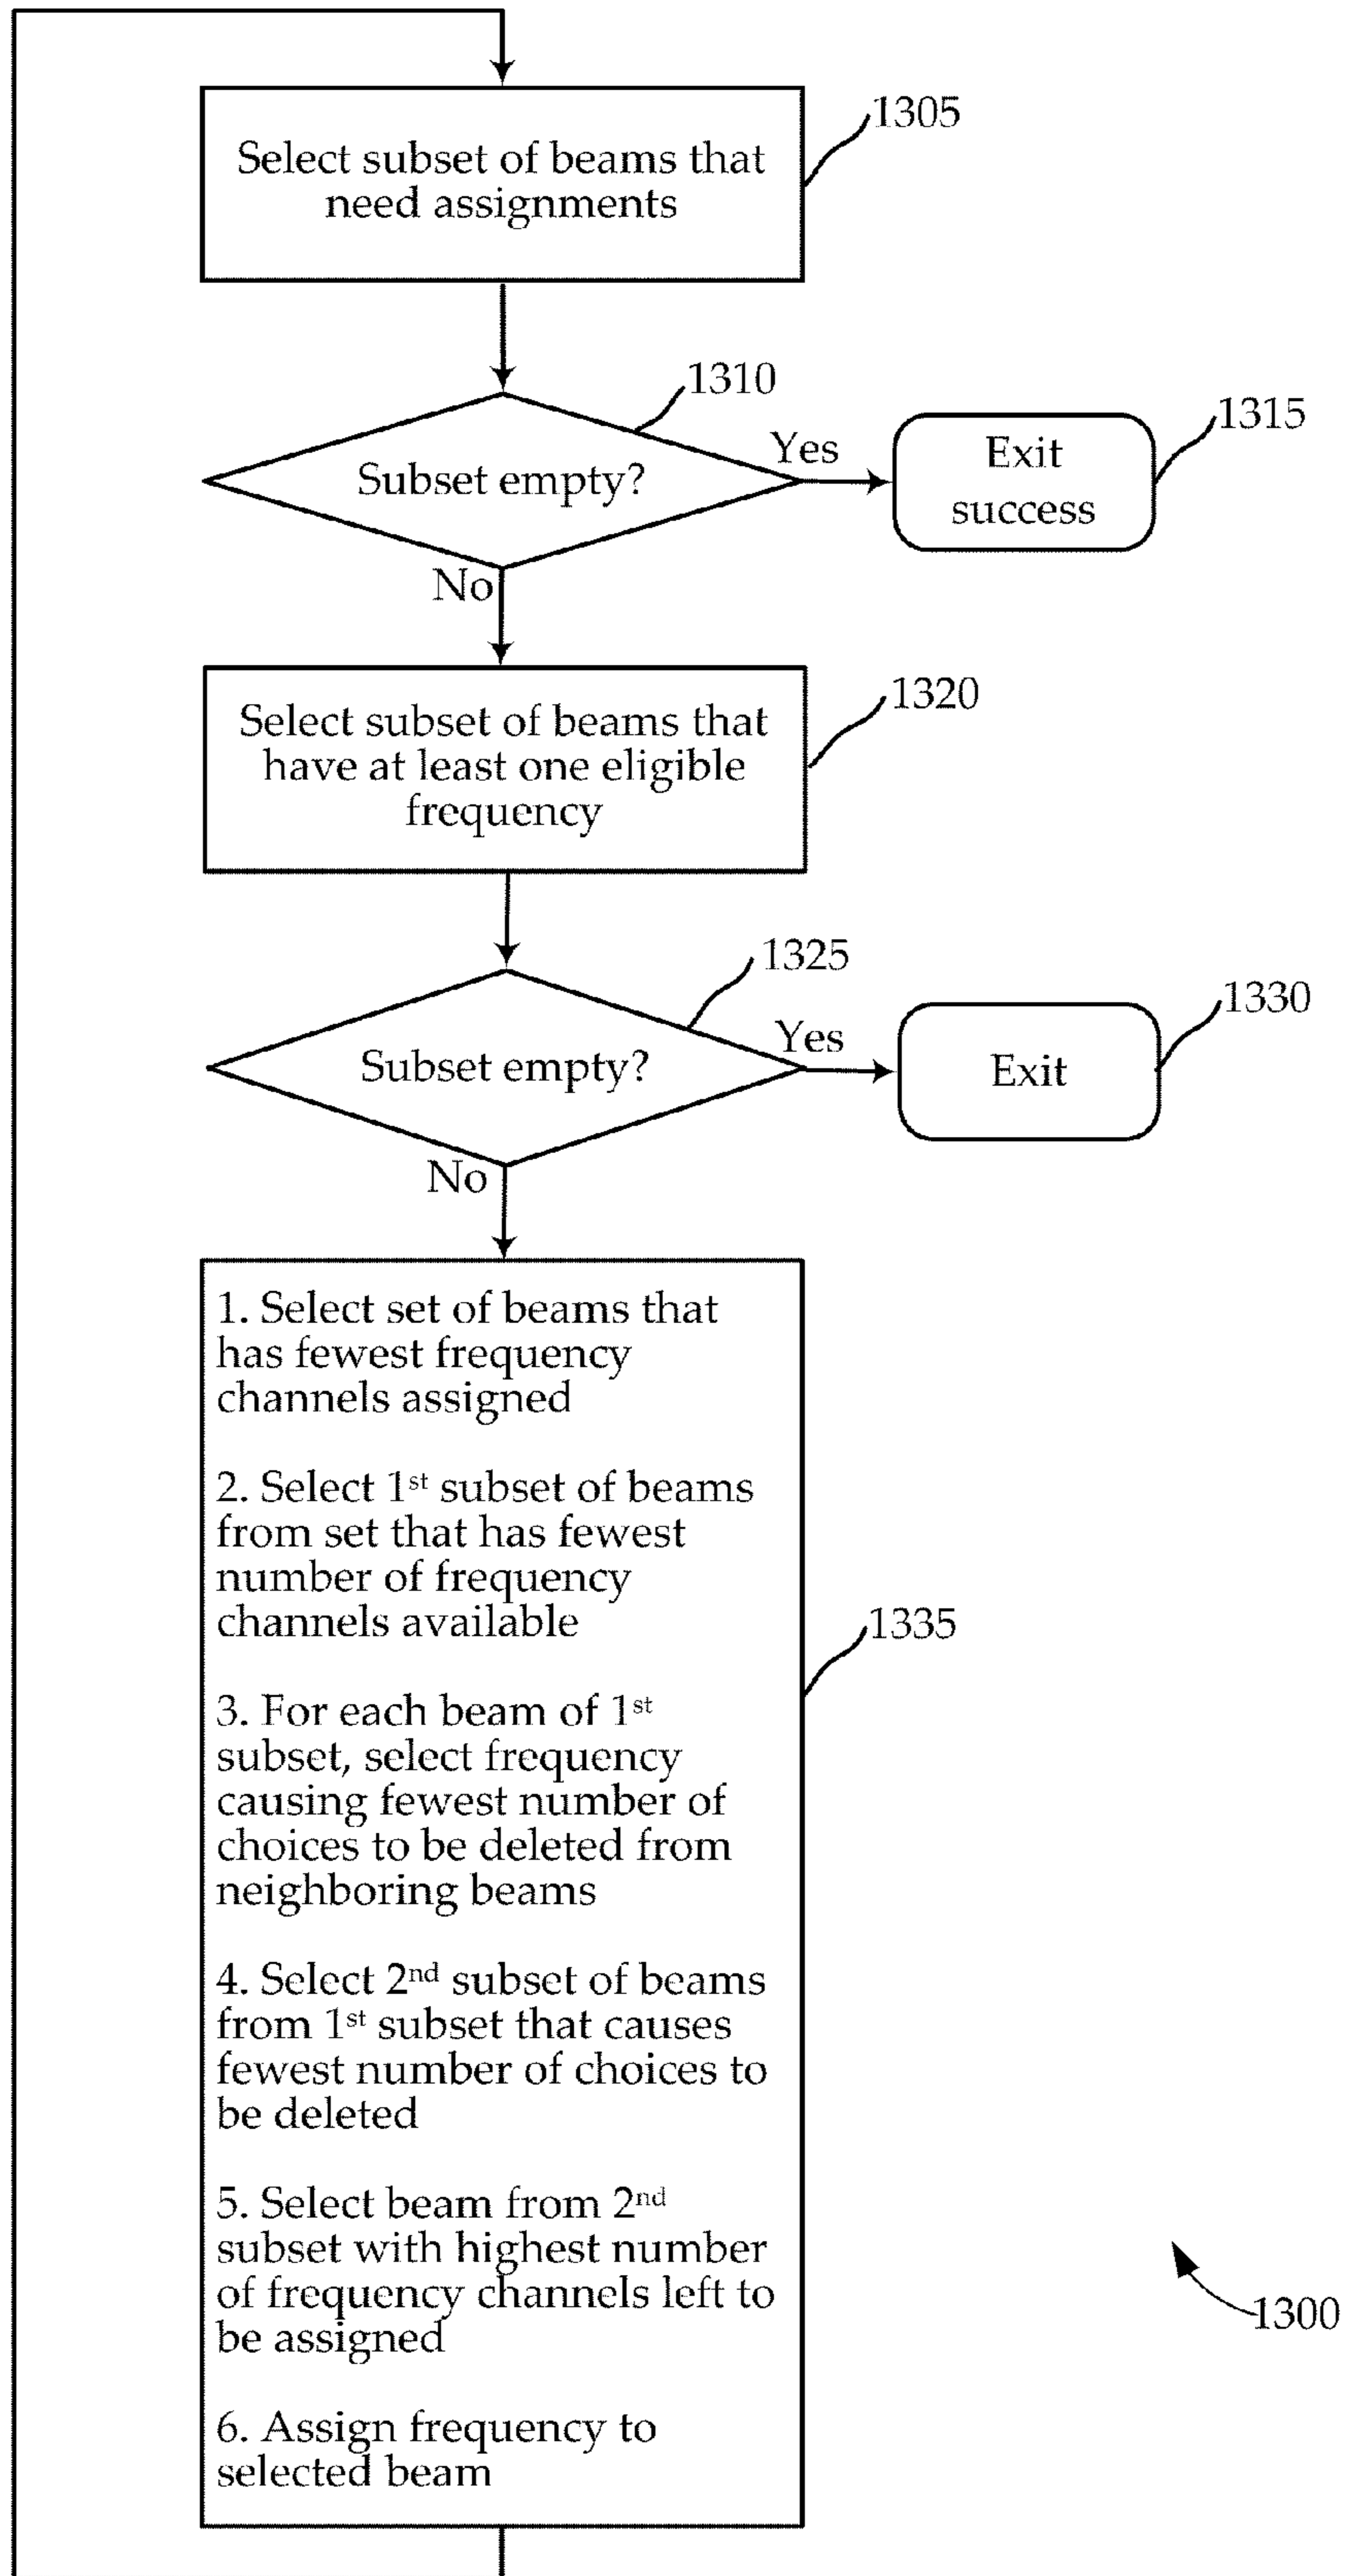 1305
Select subset of beams that
need assignments
1310
Subset empty?
Yes
Exit
success
1315
No
1320
Select subset of beams that
have at least one eligible
frequency
1325
Subset empty?
Yes
Exit
1330
No
1. Select set of beams that
has fewest frequency
channels assigned
2. Select 1st subset of beams
from set that has fewest
number of frequency
channels available
1335
3. For each beam of 1st
subset, select frequency
causing fewest number of
choices to be deleted from
neighboring beams
4. Select 2nd subset of beams
from 1st subset that causes
fewest number of choices to
be deleted
5. Select beam from 2nd
subset with highest number
of frequency channels left to
be assigned
6. Assign frequency to
selected beam
1300